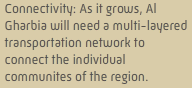 Connectivity: As it grows, Al
Gharbia will need a multi-layered
transportation network to
connect the individual
communites of the region.